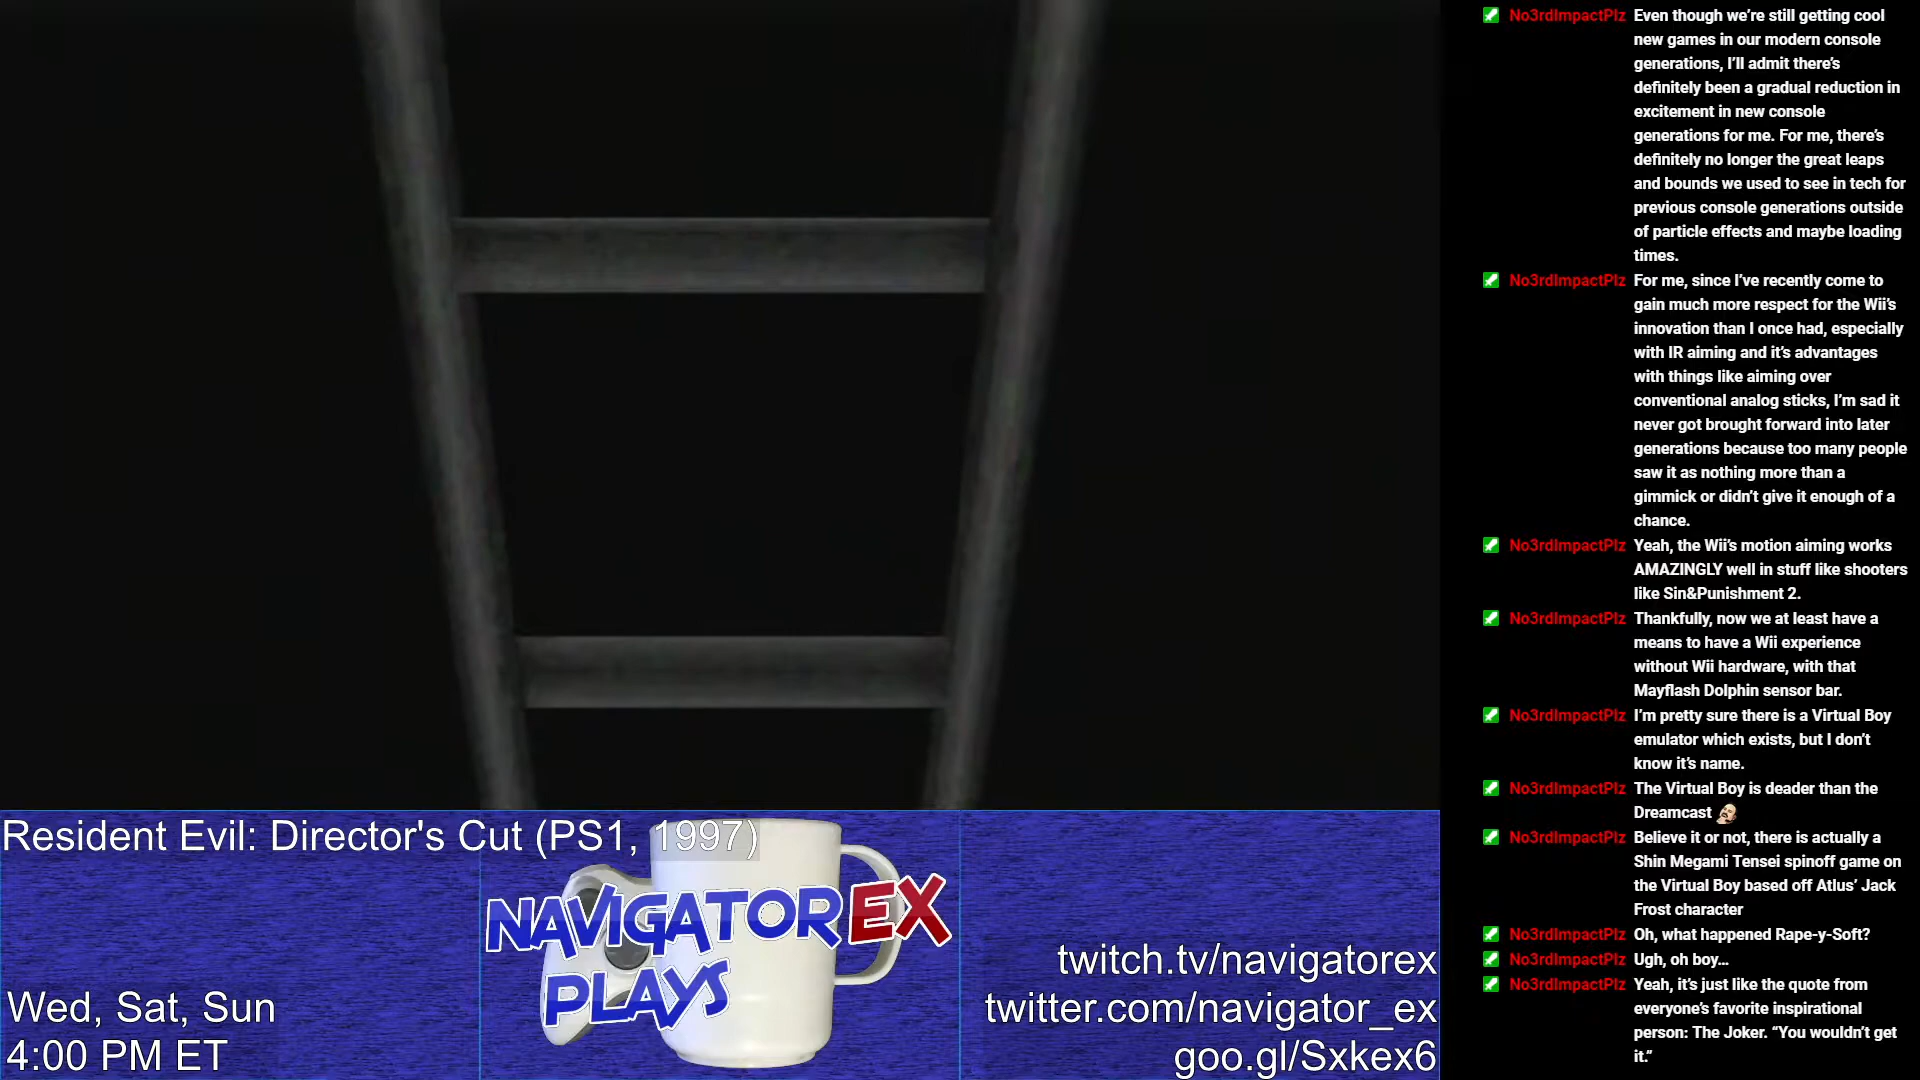 No3rdImpactPlz Even though we’re still getting cool
new games in our modern console
generations, I’ll admit there’s
definitely been a gradual reduction in
excitement in new console
generations for me. For me, there’s
definitely no longer the great leaps
and bounds we used to see in tech for
previous console generations outside
of particle effects and maybe loading
times.
No3rdImpactPlz For me, since I’ve recently come to
gain much more respect for the Wii’s
innovation than I once had, especially
with IR aiming and it’s advantages
with things like aiming over
conventional analog sticks, I’m sad it
never got brought forward into later
generations because too many people
saw it as nothing more than a
gimmick or didn’t give it enough of a
chance.
No3rdImpactPlz Yeah, the Wii’s motion aiming works
AMAZINGLY well in stuff like shooters
like Sin&Punishment 2.
No3rdImpactPlz Thankfully, now we at least have a
means to have a Wii experience
without Wii hardware, with that
Mayflash Dolphin sensor bar.
No3rdImpactPlz I’m pretty sure there is a Virtual Boy
emulator which exists, but I don’t
know it’s name.
No3rdImpactPlz The Virtual Boy is deader than the
Dreamcast
No3rdImpactPlz Believe it or not, there is actually a
Shin Megami Tensei spinoff game on
the Virtual Boy based off Atlus’ Jack
Frost character
No3rdImpactPlz Oh, what happened Rape-y-Soft?
No3rdImpactPlz Ugh, oh boy…
No3rdImpactPlz Yeah, it’s just like the quote from
everyone’s favorite inspirational
person: The Joker. “You wouldn’t get
it.”
Resident Evil: Director's Cut (PS1, 1997)
NAVIGATOREX
PLAYS
Wed, Sat, Sun
4:00 PM ET
twitch.tv/navigatorex
twitter.com/navigator_ex
goo.gl/Sxkex6